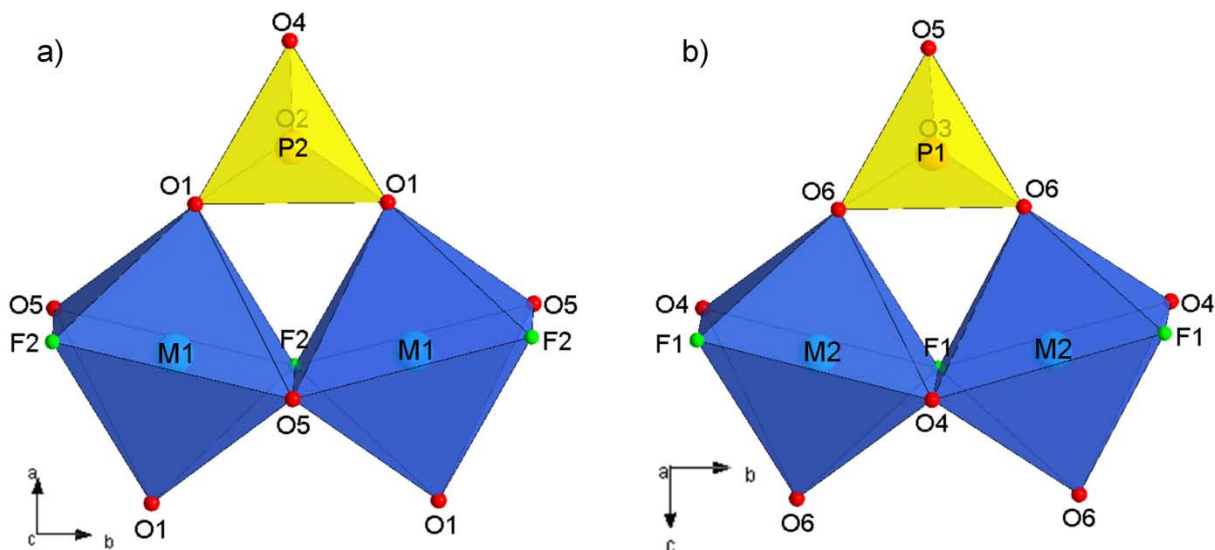 a)
O4
O2
P2
O1 O1
O5 O5
F2 M1 F2 M1 F2
O5
O1 O1
a
c b
b)
O5
O3
P1
O6 O6
O4 O4
F1 M2 F1 M2 F1
O4
O6 O6
a b
c